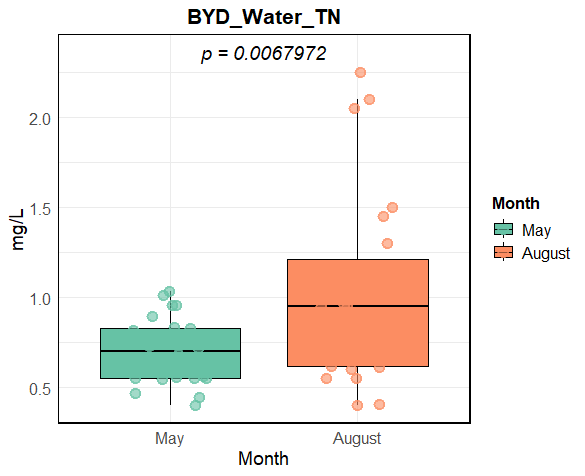 BYD_Water_TN
p = 0.0067972
2.0
1.5
1.0
0.5
mg/L
May
August
Month
Month
May
August